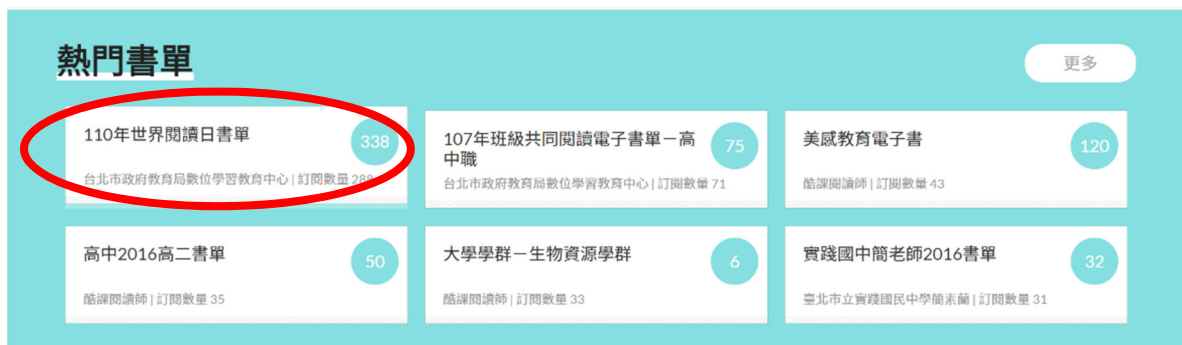 熱門書單
更多
110年世界閱讀日書單
338
台北市政府教育局數位學習教育中心 | 訂閱數量 288
107年班級共同閱讀電子書單－高
中職
75
台北市政府教育局數位學習教育中心 | 訂閱數量 71
美感教育電子書
120
酷課閱讀師 | 訂閱數量 43
高中2016高二書單
50
酷課閱讀師 | 訂閱數量 35
大學學群－生物資源學群
6
酷課閱讀師 | 訂閱數量 33
實踐國中簡老師2016書單
32
臺北市立實踐國民中學簡素蘭 | 訂閱數量 31